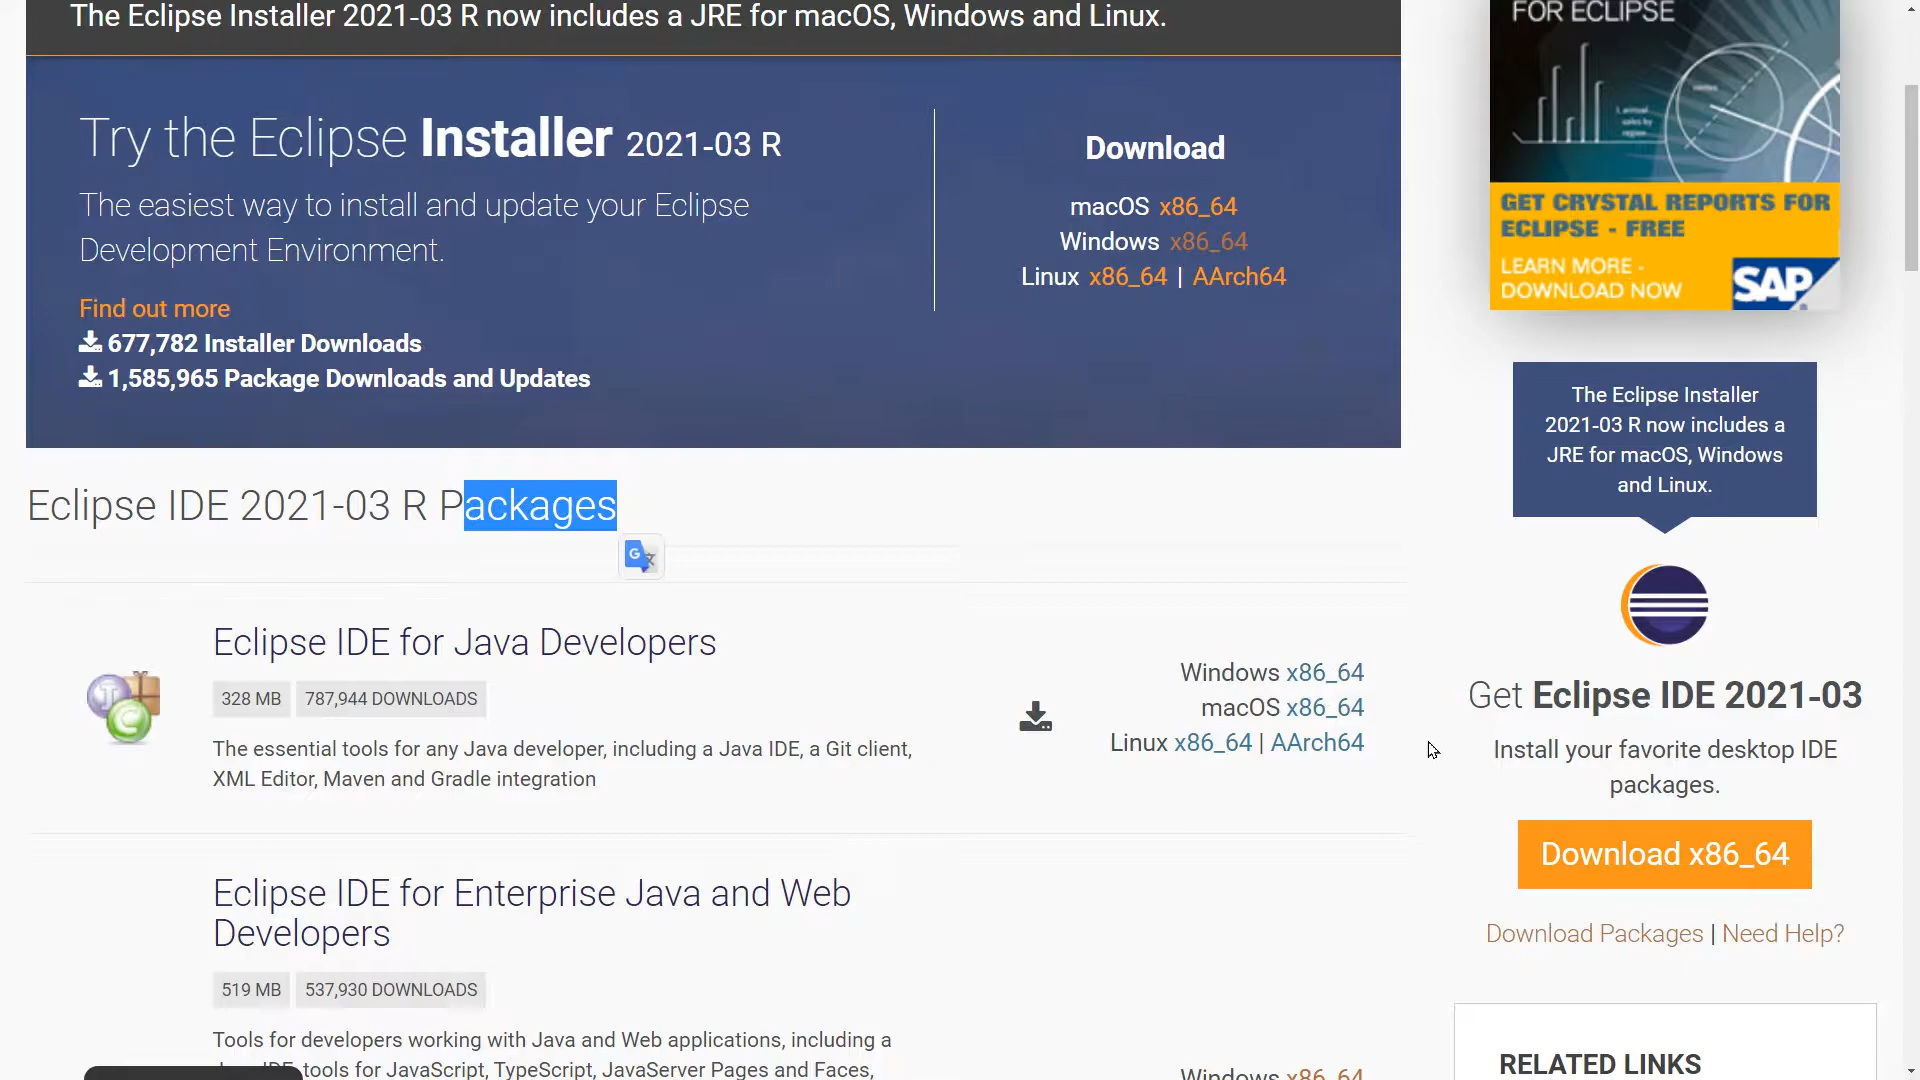 The Eclipse Installer 2021-03 R now includes a JRE for macOS, Windows and Linux.
Try the Eclipse Installer 2021-03 R
The easiest way to install and update your Eclipse
Development Environment.
Find out more
677,782 Installer Downloads
1,585,965 Package Downloads and Updates
Download
macOS x86_64
Windows x86_64
Linux x86_64 | AArch64
Eclipse IDE 2021-03 R Packages
G
Eclipse IDE for Java Developers
328 MB 787,944 DOWNLOADS
The essential tools for any Java developer, including a Java IDE, a Git client,
XML Editor, Maven and Gradle integration
Windows x86_64
macOS x86_64
Linux x86_64 | AArch64
Eclipse IDE for Enterprise Java and Web
Developers
519 MB 537,930 DOWNLOADS
Tools for developers working with Java and Web applications, including a
tools for JavaScript, TypeScript, JavaServer Pages and Faces,
Windows x86_64
FOR ECLIPSE
GET CRYSTAL REPORTS FOR
ECLIPSE - FREE
LEARN MORE -
DOWNLOAD NOW
SAP
The Eclipse Installer
2021-03 R now includes a
JRE for macOS, Windows
and Linux.
Get Eclipse IDE 2021-03
Install your favorite desktop IDE
packages.
Download x86_64
Download Packages | Need Help?
RELATED LINKS